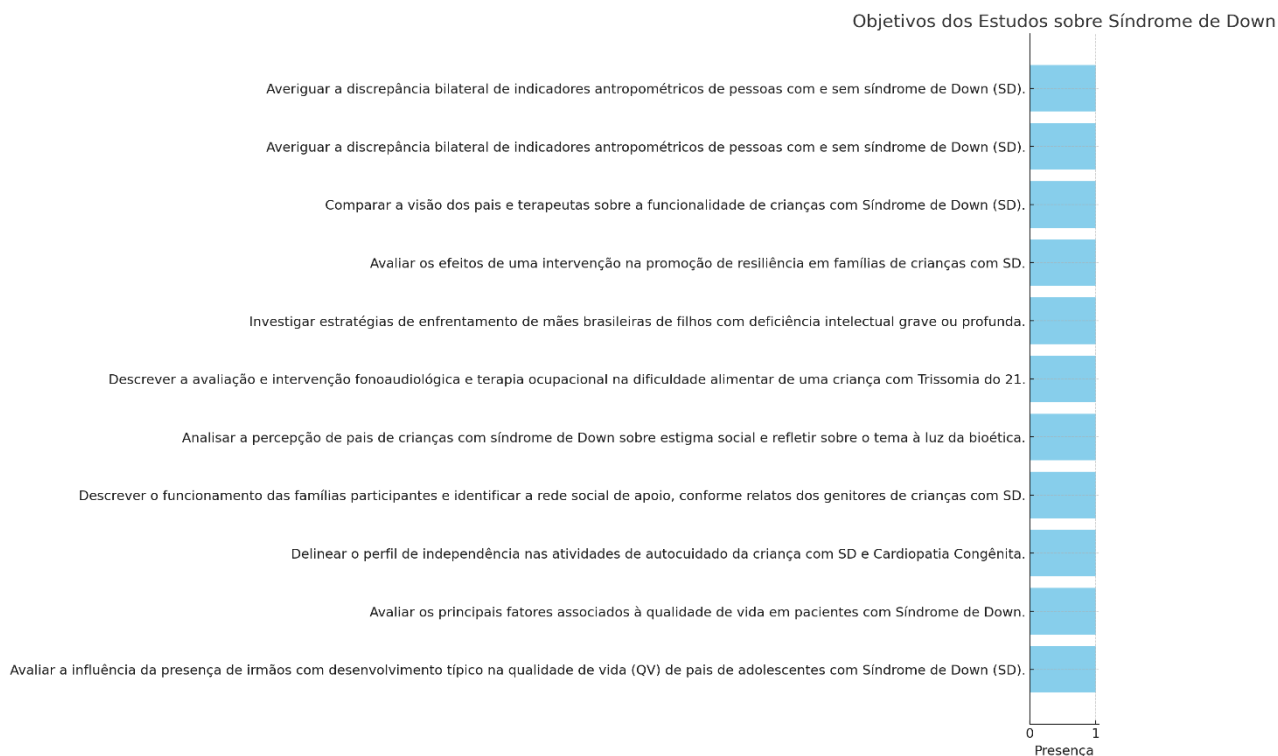 Objetivos dos Estudos sobre Síndrome de Down
Averiguar a discrepância bilateral de indicadores antropométricos de pessoas com e sem síndrome de Down (SD).
Averiguar a discrepância bilateral de indicadores antropométricos de pessoas com e sem síndrome de Down (SD).
Comparar a visão dos pais e terapeutas sobre a funcionalidade de crianças com Síndrome de Down (SD).
Avaliar os efeitos de uma intervenção na promoção de resiliência em famílias de crianças com SD.
Investigar estratégias de enfrentamento de mães brasileiras de filhos com deficiência intelectual grave ou profunda.
Descrever a avaliação e intervenção fonoaudiológica e terapia ocupacional na dificuldade alimentar de uma criança com Trissomia do 21.
Analisar a percepção de pais de crianças com síndrome de Down sobre estigma social e refletir sobre o tema à luz da bioética.
Descrever o funcionamento das famílias participantes e identificar a rede social de apoio, conforme relatos dos genitores de crianças com SD.
Delinear o perfil de independência nas atividades de autocuidado da criança com SD e Cardiopatia Congênita.
Avaliar os principais fatores associados à qualidade de vida em pacientes com Síndrome de Down.
Avaliar a influência da presença de irmãos com desenvolvimento típico na qualidade de vida (QV) de pais de adolescentes com Síndrome de Down (SD).
0 1
Presença